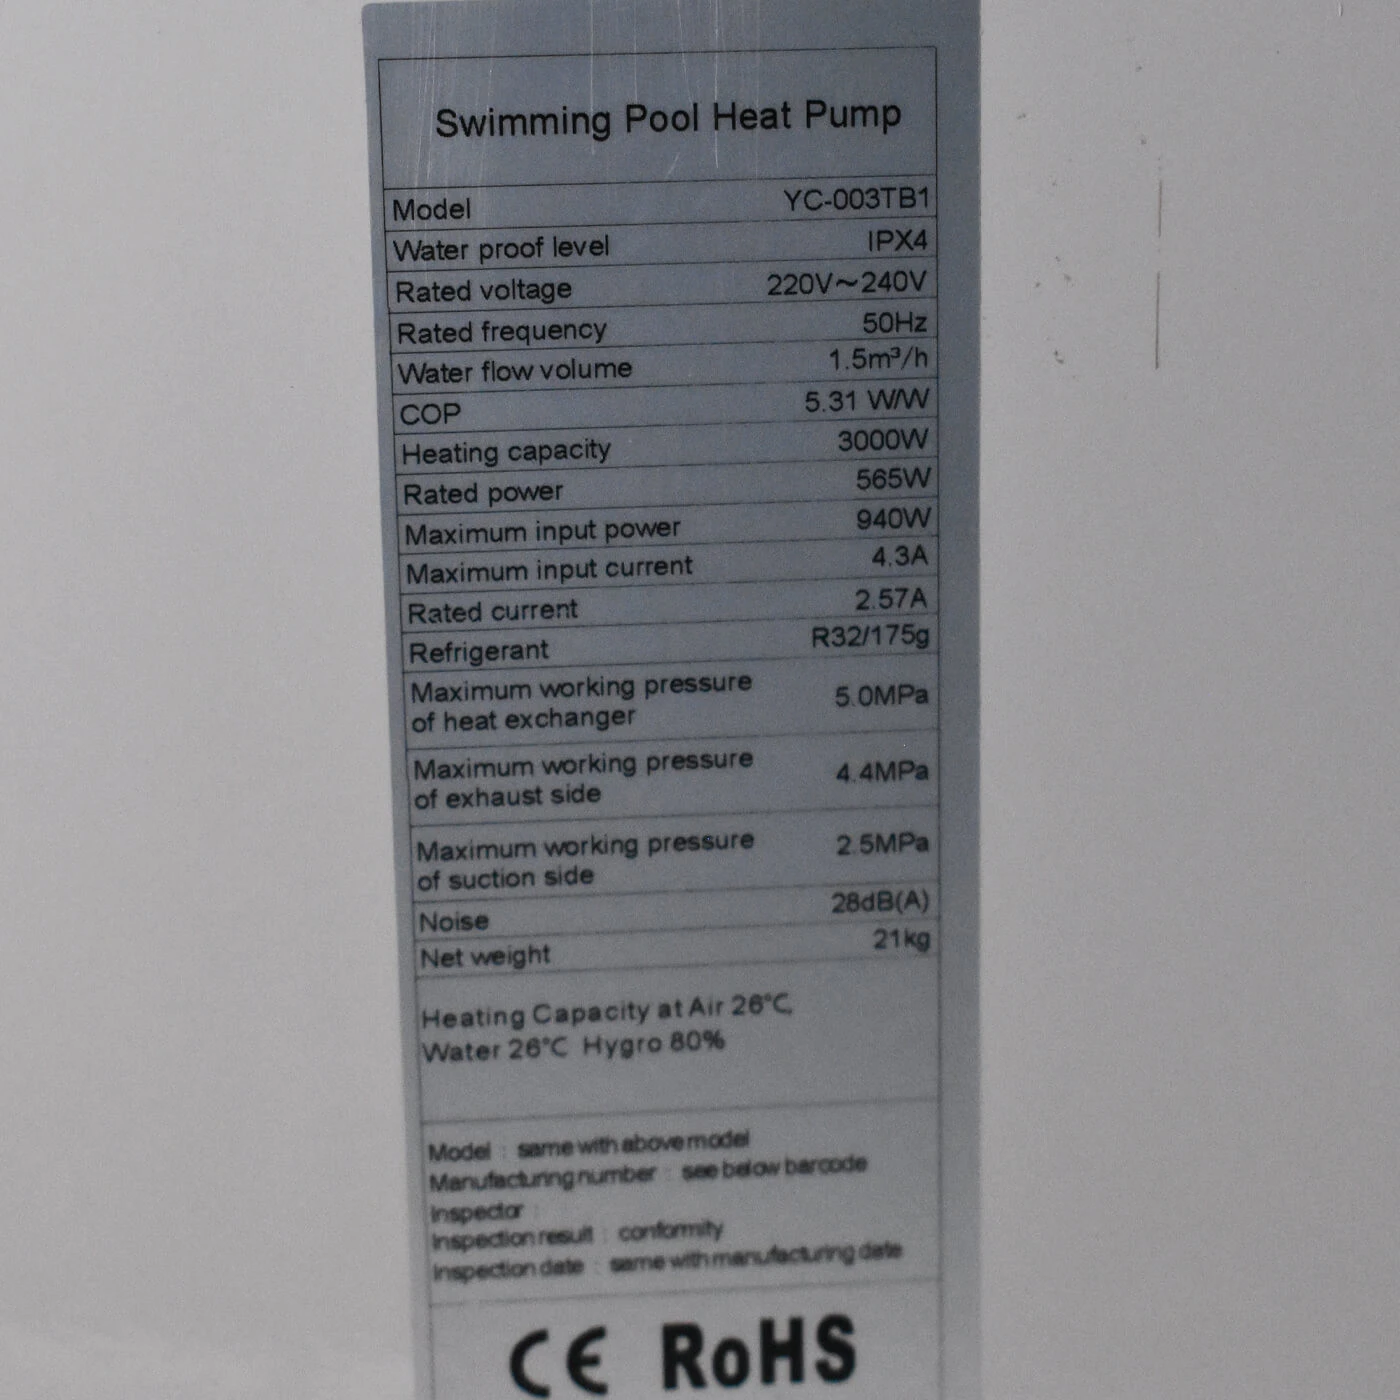 Swimming Pool Heat Pump
Model YC-003TB1
Water proof level IPX4
Rated voltage 220V～240V
Rated frequency 50Hz
Water flow volume 1.5m³/h
COP 5.31 W/W
Heating capacity 3000W
Rated power 565W
Maximum input power 940W
Maximum input current 4.3A
Rated current 2.57A
Refrigerant R32/175g
Maximum working pressure
of heat exchanger 5.0MPa
Maximum working pressure
of exhaust side 4.4MPa
Maximum working pressure
of suction side 2.5MPa
Noise 28dB(A)
Net weight 21kg
Heating Capacity at Air 26℃,
Water 26℃ Hygro 80%
Model : same with above model
Manufacturing number : see below barcode
Inspector :
Inspection result : conformity
Inspection date : same with manufacturing date
CE RoHS